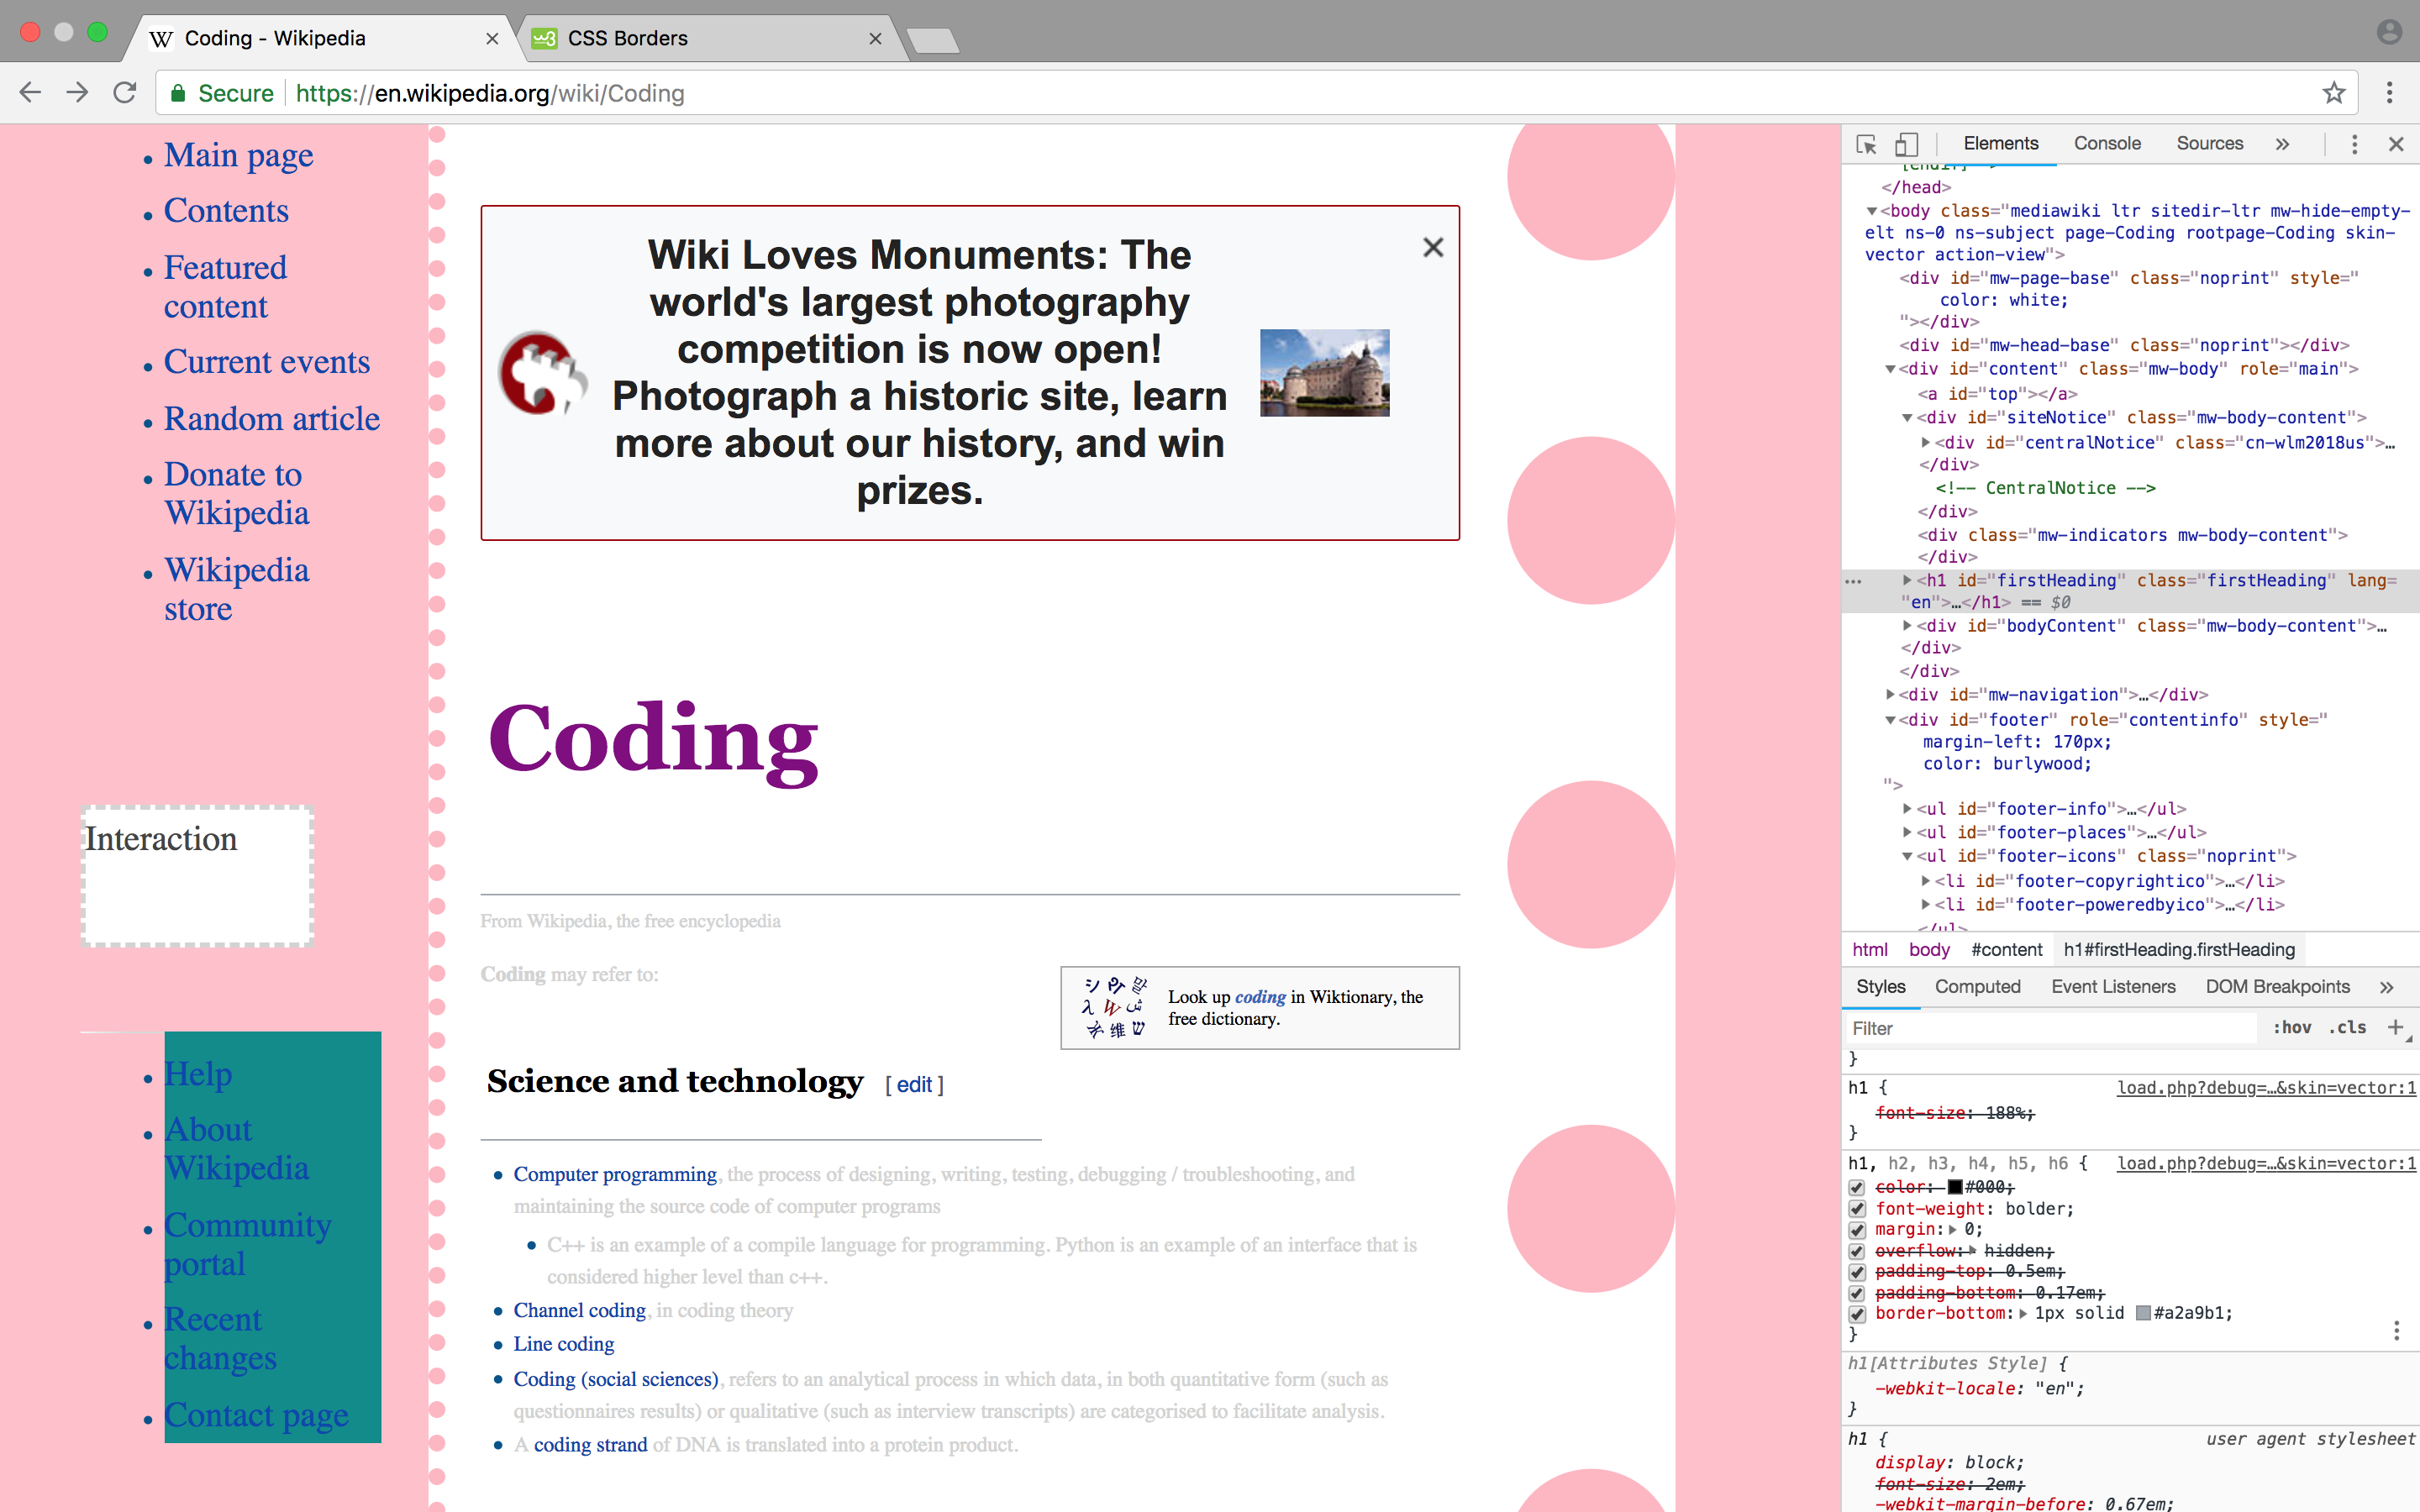 Coding - Wikipedia
CSS Borders
Secure
https://en.wikipedia.org/wiki/Coding
Main page
Contents
Featured
content
Current events
Random article
Donate to
Wikipedia
Wikipedia
store
Interaction
Help
About
Wikipedia
Community
portal
Recent
changes
Contact page
Wiki Loves Monuments: The
world's largest photography
competition is now open!
Photograph a historic site, learn
more about our history, and win
prizes.
Coding
From Wikipedia, the free encyclopedia
Coding may refer to:
Look up coding in Wiktionary, the
free dictionary.
Science and technology [ edit ]
Computer programming, the process of designing, writing, testing, debugging / troubleshooting, and
maintaining the source code of computer programs
C++ is an example of a compile language for programming. Python is an example of an interface that is
considered higher level than c++.
Channel coding, in coding theory
Line coding
Coding (social sciences), refers to an analytical process in which data, in both quantitative form (such as
questionnaires results) or qualitative (such as interview transcripts) are categorised to facilitate analysis.
A coding strand of DNA is translated into a protein product.
Elements Console Sources »
</head>
<body class="mediawiki ltr sitedir-ltr mw-hide-empty-
elt ns-0 ns-subject page-Coding rootpage-Coding skin-
vector action-view">
<div id="mw-page-base" class="noprint" style="
color: white;
"></div>
<div id="mw-head-base" class="noprint"></div>
<div id="content" class="mw-body" role="main">
<a id="top"></a>
<div id="siteNotice" class="mw-body-content">
<div id="centralNotice" class="cn-wlm2018us">…
</div>
<!-- CentralNotice -->
</div>
<div class="mw-indicators mw-body-content">
</div>
<h1 id="firstHeading" class="firstHeading" lang=
"en">…</h1> == $0
<div id="bodyContent" class="mw-body-content">…
</div>
</div>
<div id="mw-navigation">…</div>
<div id="footer" role="contentinfo" style="
margin-left: 170px;
color: burlywood;
">
<ul id="footer-info">…</ul>
<ul id="footer-places">…</ul>
<ul id="footer-icons" class="noprint">
<li id="footer-copyrightico">…</li>
<li id="footer-poweredbyico">…</li>
</ul>
html body #content h1#firstHeading.firstHeading
Styles Computed Event Listeners DOM Breakpoints »
Filter :hov .cls +
}
h1 { load.php?debug=…&skin=vector:1
font-size: 188%;
}
h1, h2, h3, h4, h5, h6 { load.php?debug=…&skin=vector:1
color: #000;
font-weight: bolder;
margin: 0;
overflow: hidden;
padding-top: 0.5em;
padding-bottom: 0.17em;
border-bottom: 1px solid #a2a9b1;
}
h1[Attributes Style] {
-webkit-locale: "en";
}
h1 { user agent stylesheet
display: block;
font-size: 2em;
-webkit-margin-before: 0.67em;